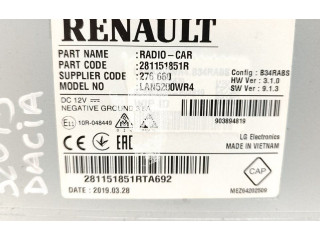 RENAULT
PART NAME : RADIO-CAR
PART CODE : 281151851R
SUPPLIER CODE : 276 660
MODEL NO : LAN5200WR4
Config : B34RABS
HW Ver : 3.1.0
SW Ver : 9.1.3
DC 12V
NEGATIVE GROUND
10R-048449
903894819
LG Electronics
MADE IN VIETNAM
CAP
281151851RTA692
DATE : 2019.03.28
DACIA